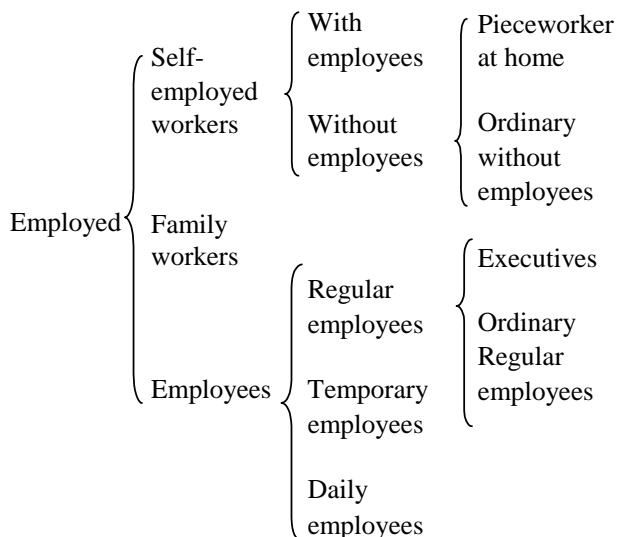 Employed
Self-
employed
workers
With
employees
Without
employees
Pieceworker
at home
Ordinary
without
employees
Family
workers
Employees
Regular
employees
Executives
Ordinary
Regular
employees
Temporary
employees
Daily
employees